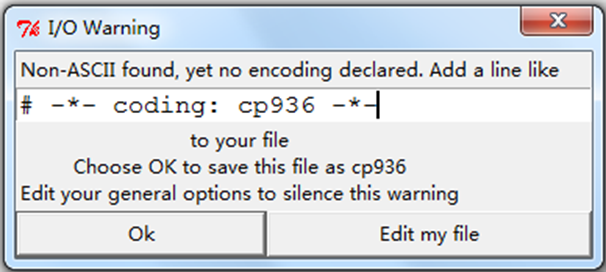 I/O Warning
Non-ASCII found, yet no encoding declared. Add a line like
# -*- coding: cp936 -*-
to your file
Choose OK to save this file as cp936
Edit your general options to silence this warning
Ok
Edit my file